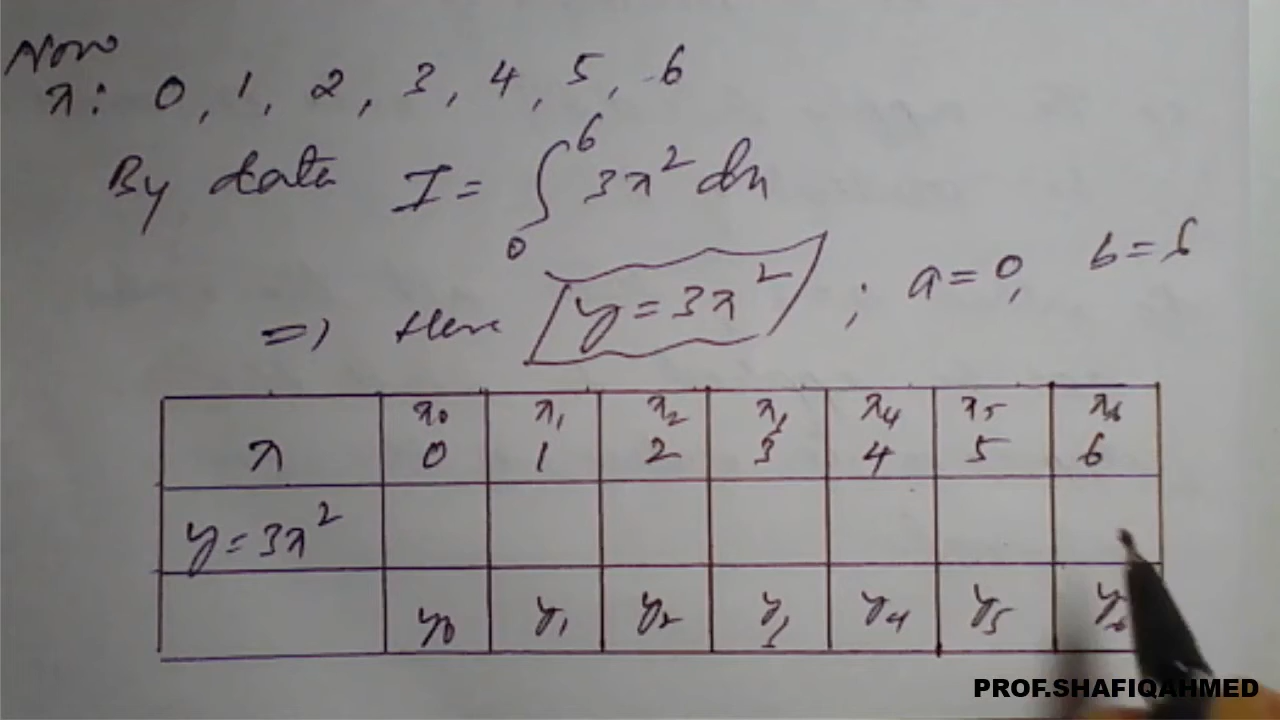 Now
x: 0, 1, 2, 3, 4, 5, 6
By data I = ∫₀⁶ 3x² dx
=> Here y = 3x² ; a = 0, b = 6
x₀ x₁ x₂ x₃ x₄ x₅ x₆
x 0 1 2 3 4 5 6
y = 3x²
y₀ y₁ y₂ y₃ y₄ y₅ y₆
PROF.SHAFIQAHMED